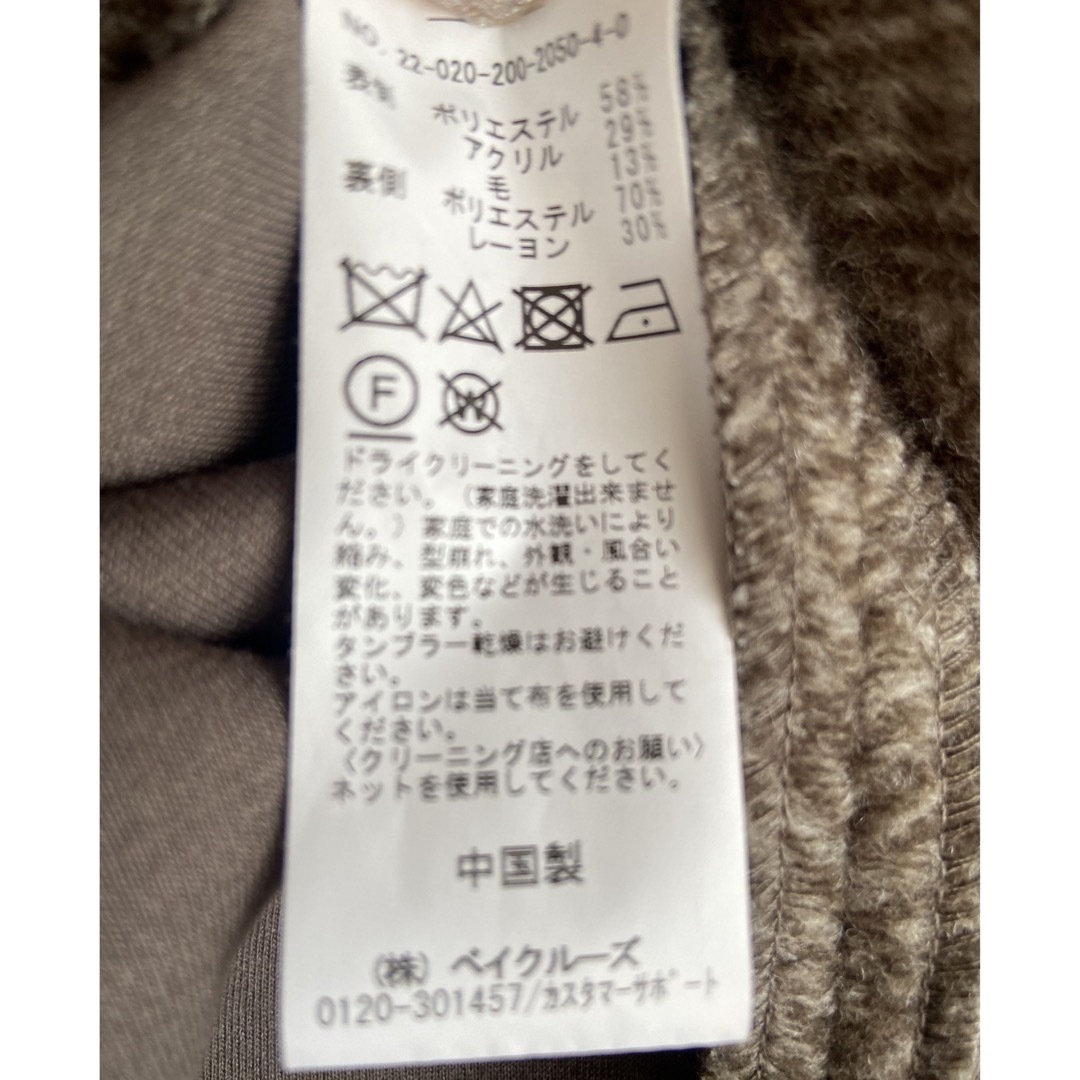 NO. 22-020-200-2050-4-0
表側 ポリエステル 58%
アクリル 29%
毛 13%
裏側 ポリエステル 70%
レーヨン 30%
F W
ドライクリーニングをしてく
ださい。（家庭洗濯出来ませ
ん。）家庭での水洗いにより
縮み、型崩れ、外観・風合い
変化、変色などが生じること
があります。
タンブラー乾燥はお避けくだ
さい。
アイロンは当て布を使用して
ください。
〈クリーニング店へのお願い〉
ネットを使用してください。
中国製
（株）ベイクルーズ
0120-301457/ｶｽﾀﾏｰｻﾎﾟｰﾄ